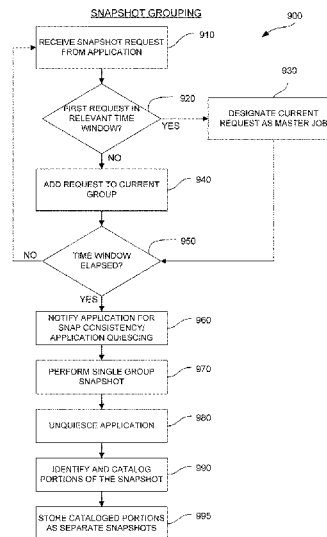 SNAPSHOT GROUPING
900
910
RECEIVE SNAPSHOT REQUEST
FROM APPLICATION
920
FIRST REQUEST IN
RELEVANT TIME
WINDOW?
YES
930
DESIGNATE CURRENT
REQUEST AS MASTER JOB
NO
940
ADD REQUEST TO CURRENT
GROUP
950
NO
TIME WINDOW
ELAPSED?
YES
NOTIFY APPLICATION FOR
SNAP CONSISTENCY/
APPLICATION QUIESCING
960
PERFORM SINGLE GROUP
SNAPSHOT
970
UNQUIESCE APPLICATION
980
IDENTIFY AND CATALOG
PORTIONS OF THE SNAPSHOT
990
STORE CATALOGED PORTIONS
AS SEPARATE SNAPSHOTS
995